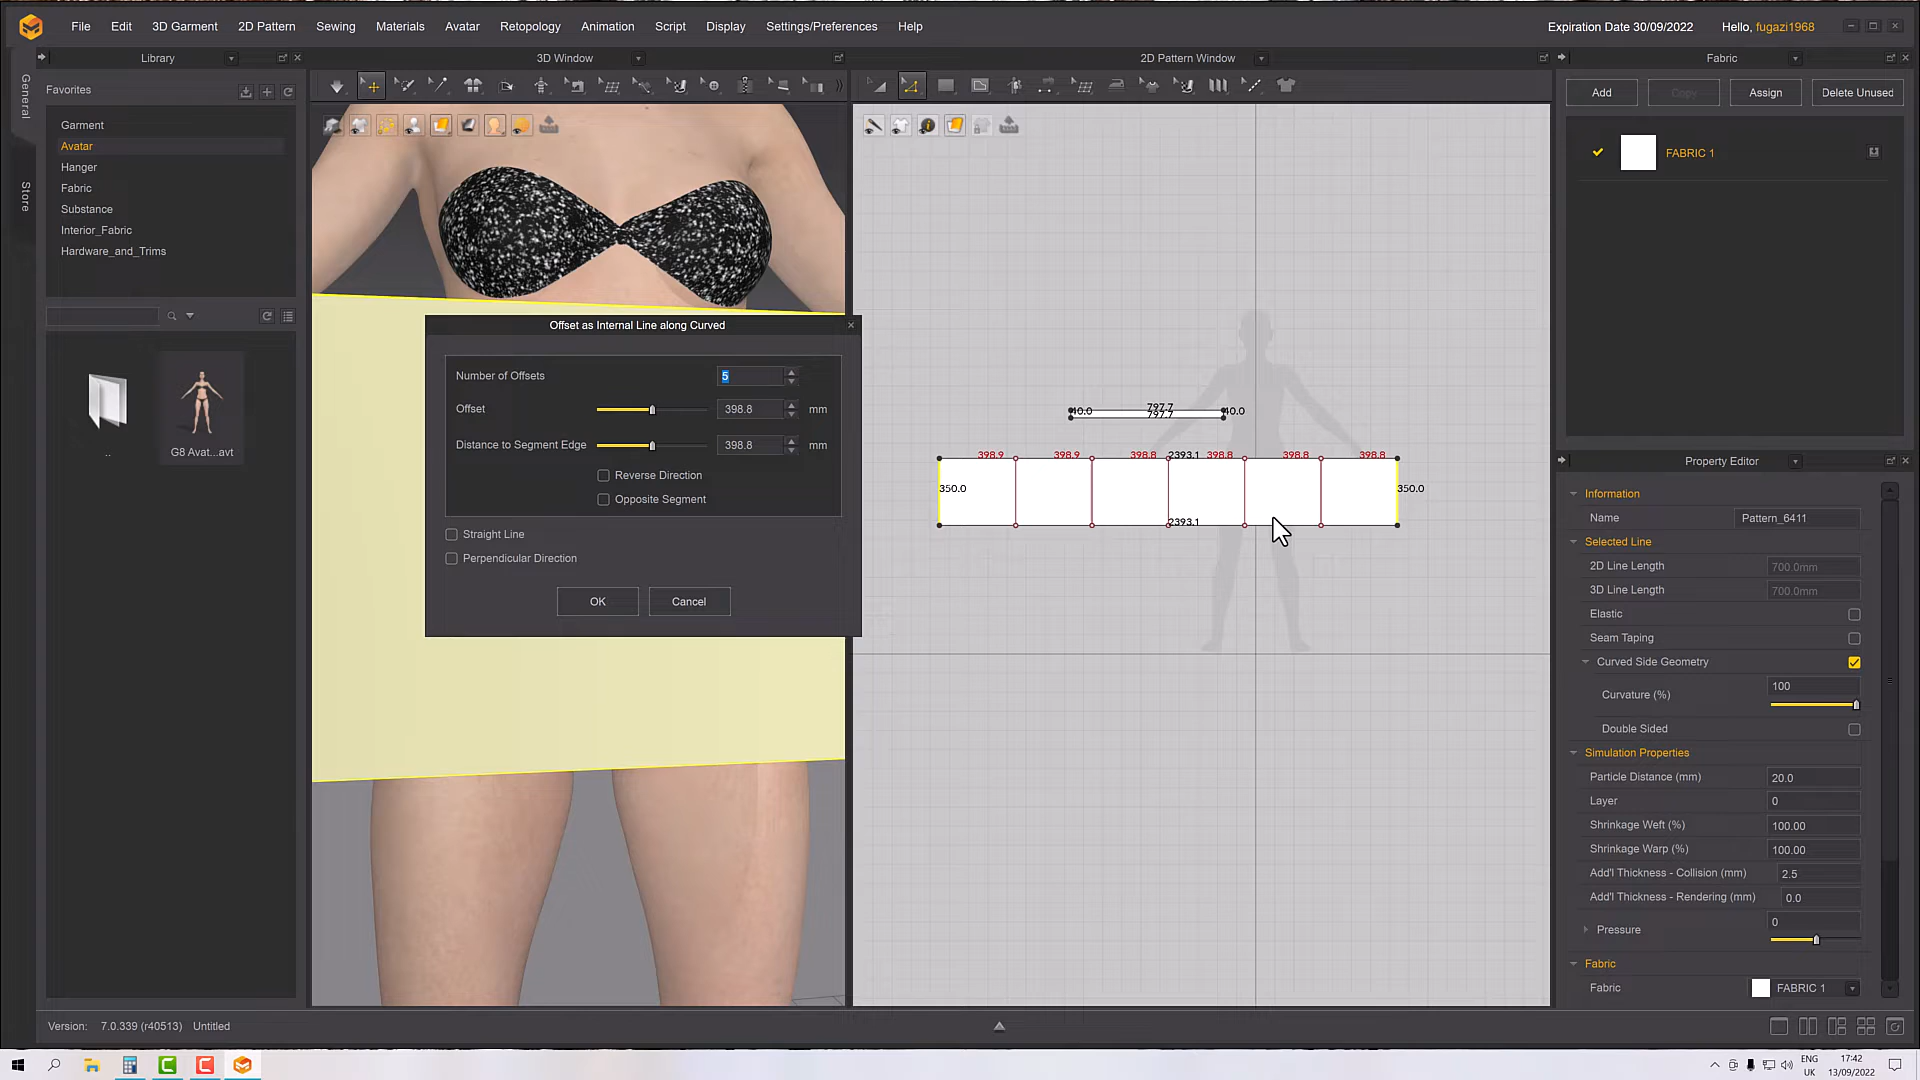 File Edit 3D Garment 2D Pattern Sewing Materials Avatar Retopology Animation Script Display Settings/Preferences Help Expiration Date 30/09/2022 Hello, fugazi1968
Library 3D Window 2D Pattern Window Fabric
General
Store
Favorites
Garment
Avatar
Hanger
Fabric
Substance
Interior_Fabric
Hardware_and_Trims
..
G8 Avat...avt
Offset as Internal Line along Curved
Number of Offsets 5
Offset 398.8 mm
Distance to Segment Edge 398.8 mm
Reverse Direction
Opposite Segment
Straight Line
Perpendicular Direction
OK Cancel
40.0 797.7 40.0
797.7
398.9 398.9 398.8 2393.1 398.8 398.8 398.8
350.0 350.0
2393.1
Add Copy Assign Delete Unused
FABRIC 1
Property Editor
Information
Name Pattern_6411
Selected Line
2D Line Length 700.0mm
3D Line Length 700.0mm
Elastic
Seam Taping
Curved Side Geometry
Curvature (%) 100
Double Sided
Simulation Properties
Particle Distance (mm) 20.0
Layer 0
Shrinkage Weft (%) 100.00
Shrinkage Warp (%) 100.00
Add'l Thickness - Collision (mm) 2.5
Add'l Thickness - Rendering (mm) 0.0
Pressure 0
Fabric
Fabric FABRIC 1
Version: 7.0.339 (r40513) Untitled
ENG 17:42
UK 13/09/2022